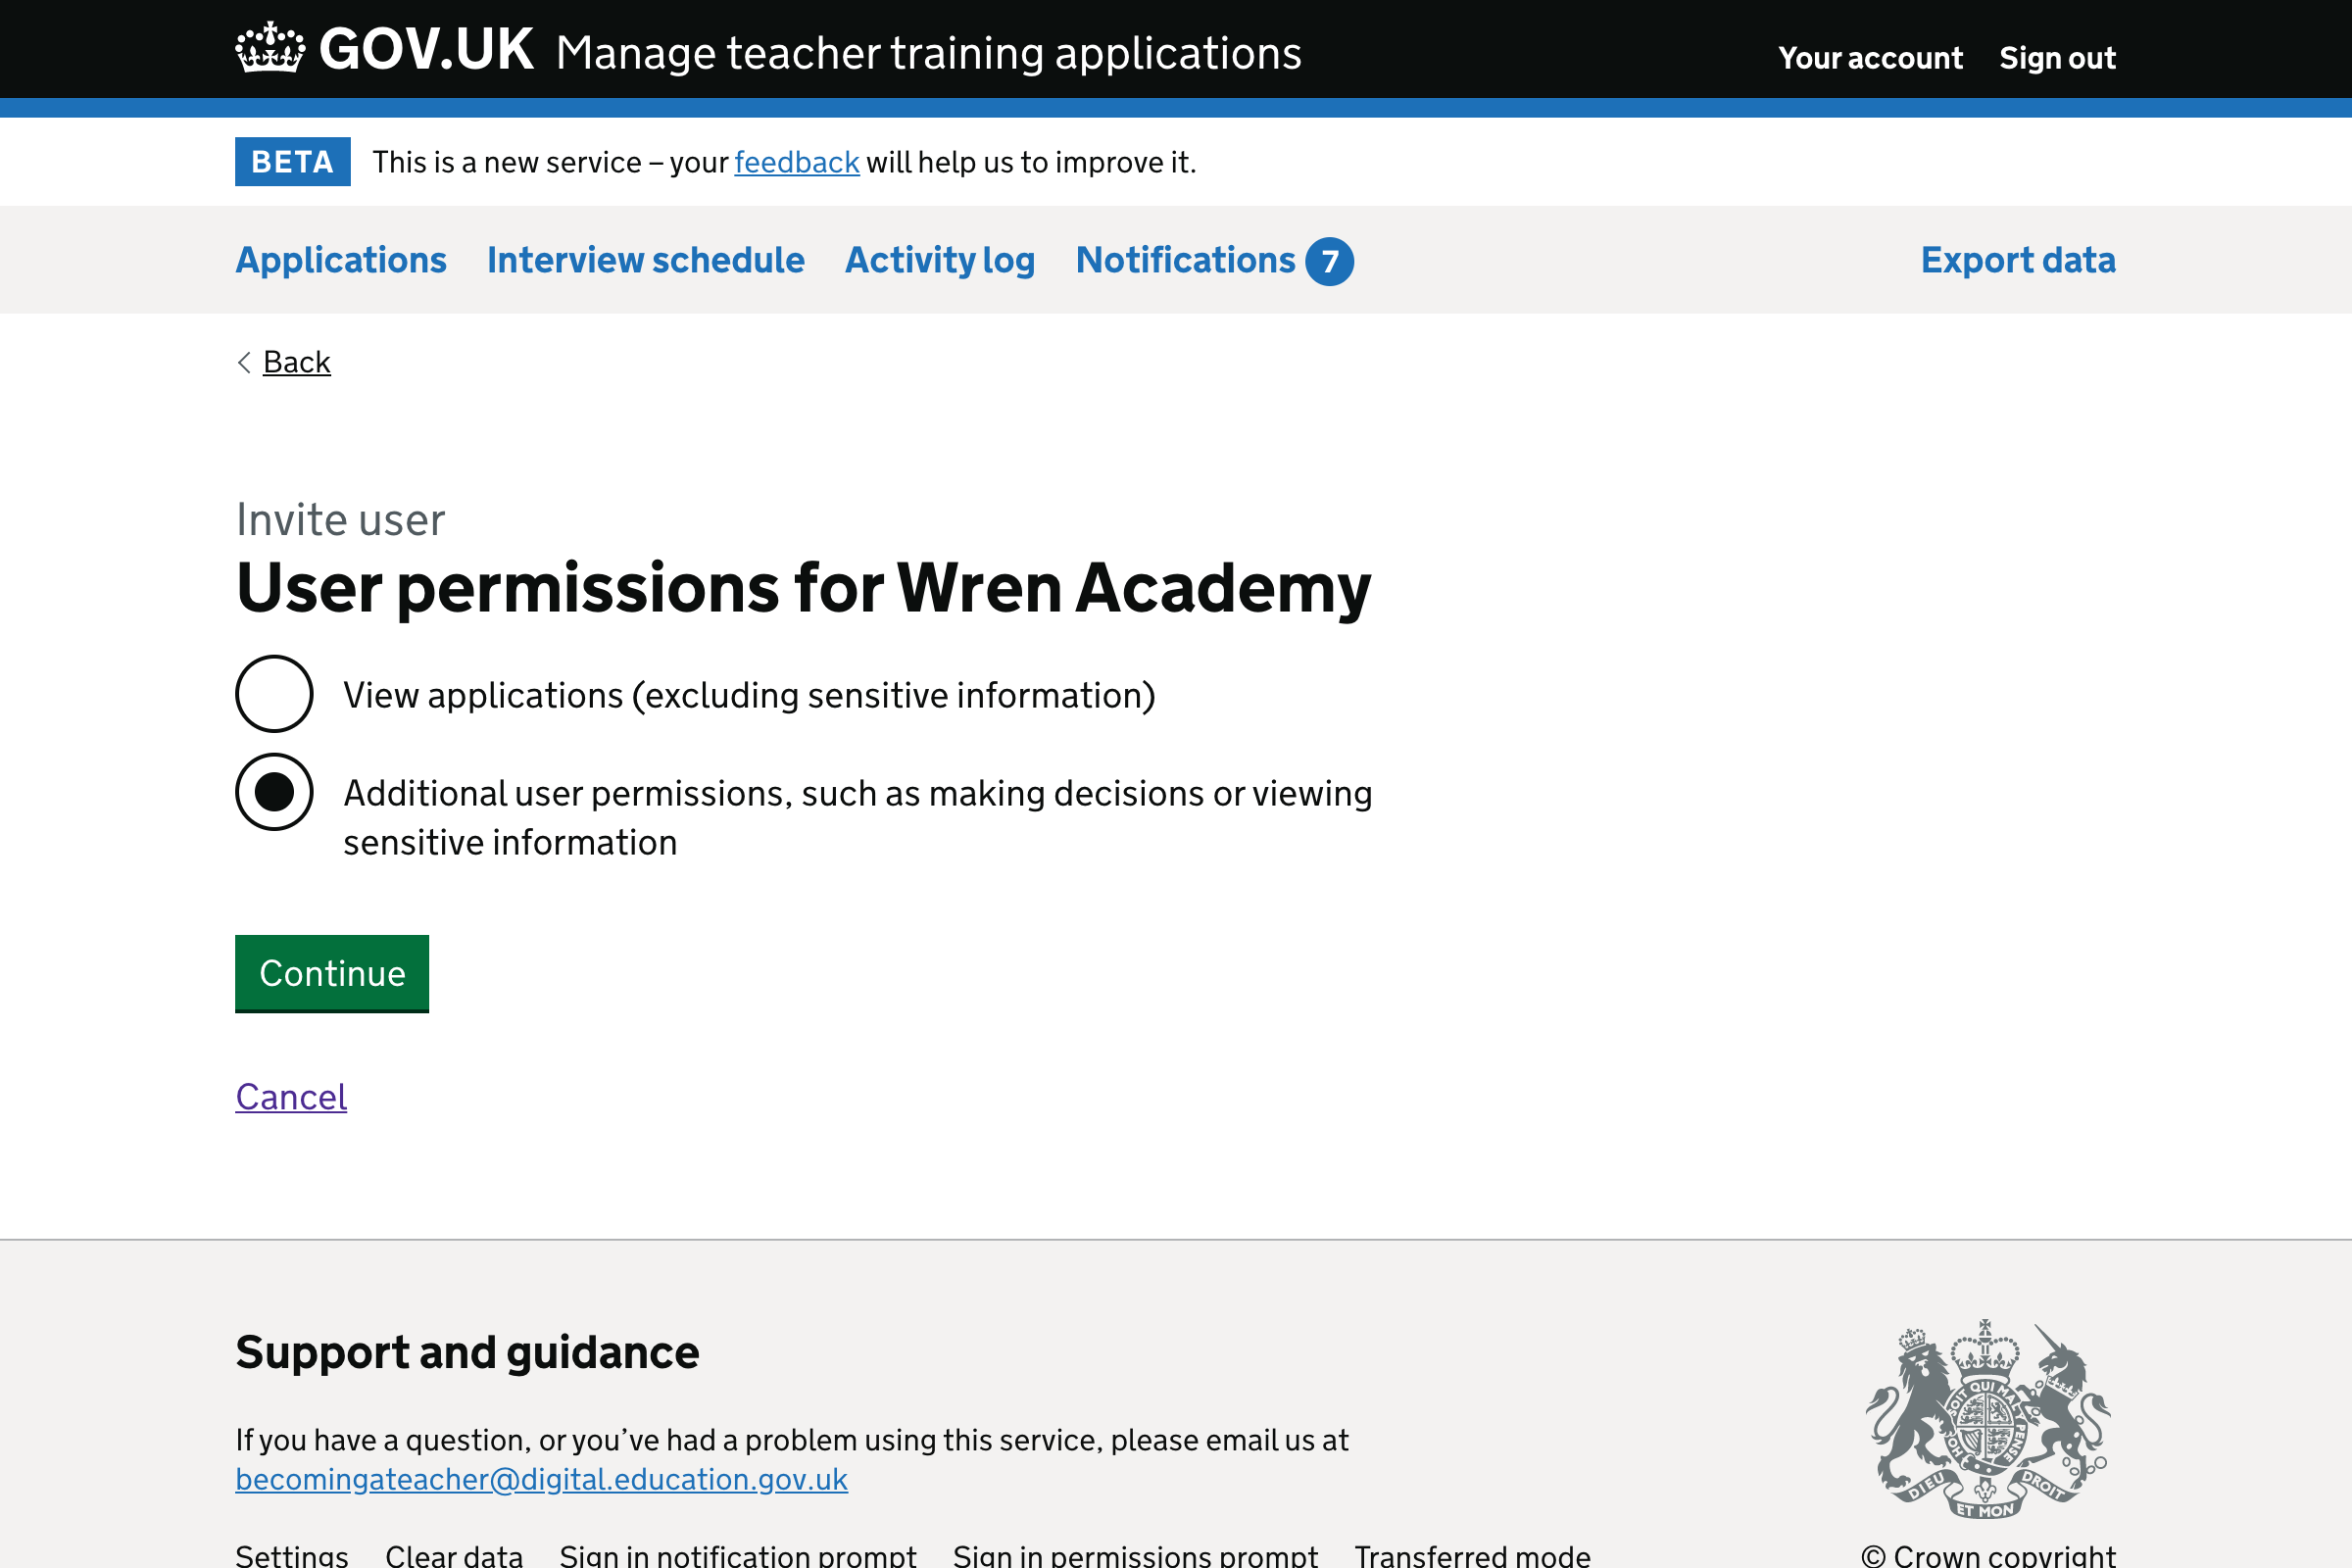 GOV.UK Manage teacher training applications Your account Sign out
BETA This is a new service – your feedback will help us to improve it.
Applications Interview schedule Activity log Notifications 7 Export data
Back
Invite user
User permissions for Wren Academy
View applications (excluding sensitive information)
Additional user permissions, such as making decisions or viewing
sensitive information
Continue
Cancel
Support and guidance
If you have a question, or you’ve had a problem using this service, please email us at
becomingateacher@digital.education.gov.uk
DIEU ET MON DROIT
Settings Clear data Sign in notification prompt Sign in permissions prompt Transferred mode © Crown copyright